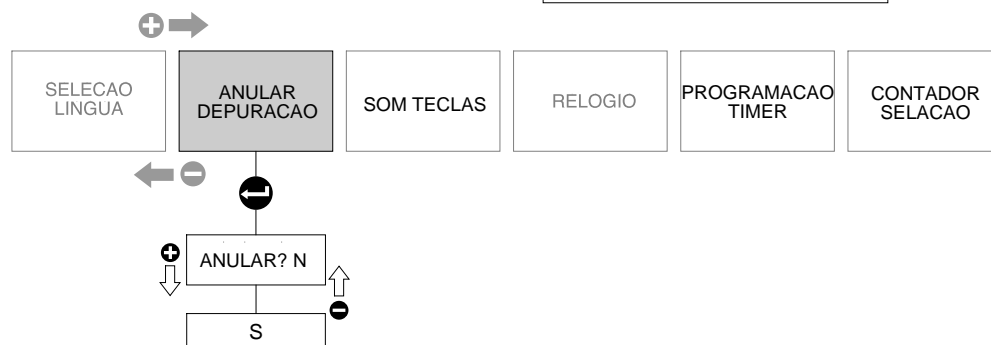 SELECAO
LINGUA
ANULAR
DEPURACAO
SOM TECLAS
RELOGIO
PROGRAMACAO
TIMER
CONTADOR
SELACAO
ANULAR? N
S